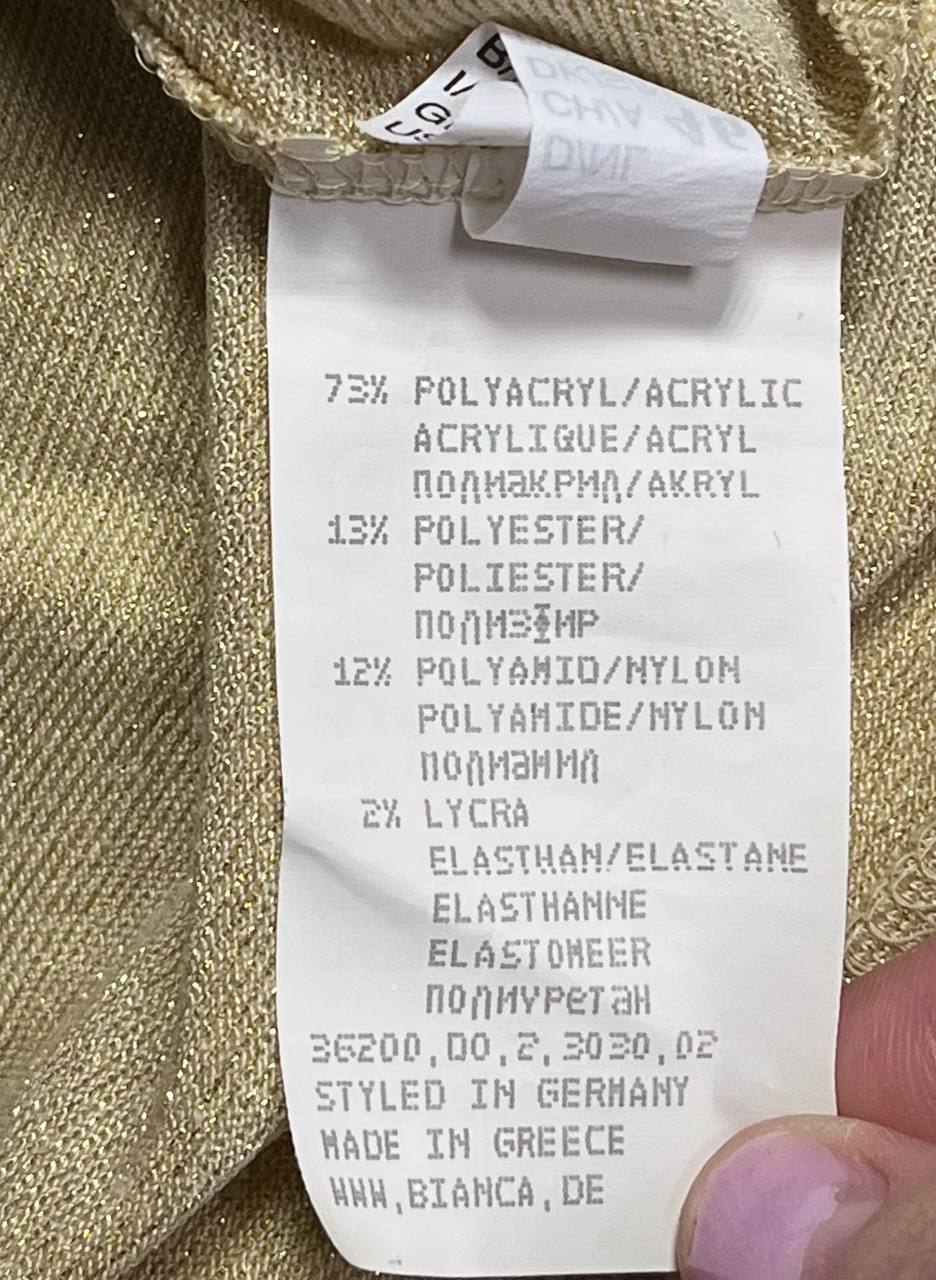 73% POLYACRYL/ACRYLIC
ACRYLIQUE/ACRYL
полиакрил/AKRYL
13% POLYESTER/
POLIESTER/
полиэфир
12% POLYAMID/NYLON
POLYAMIDE/NYLON
полиамид
2% LYCRA
ELASTHAN/ELASTANE
ELASTHANNE
ELASTOMEER
полиуретан
36200,DO,2,3030,02
STYLED IN GERMANY
MADE IN GREECE
WWW,BIANCA,DE